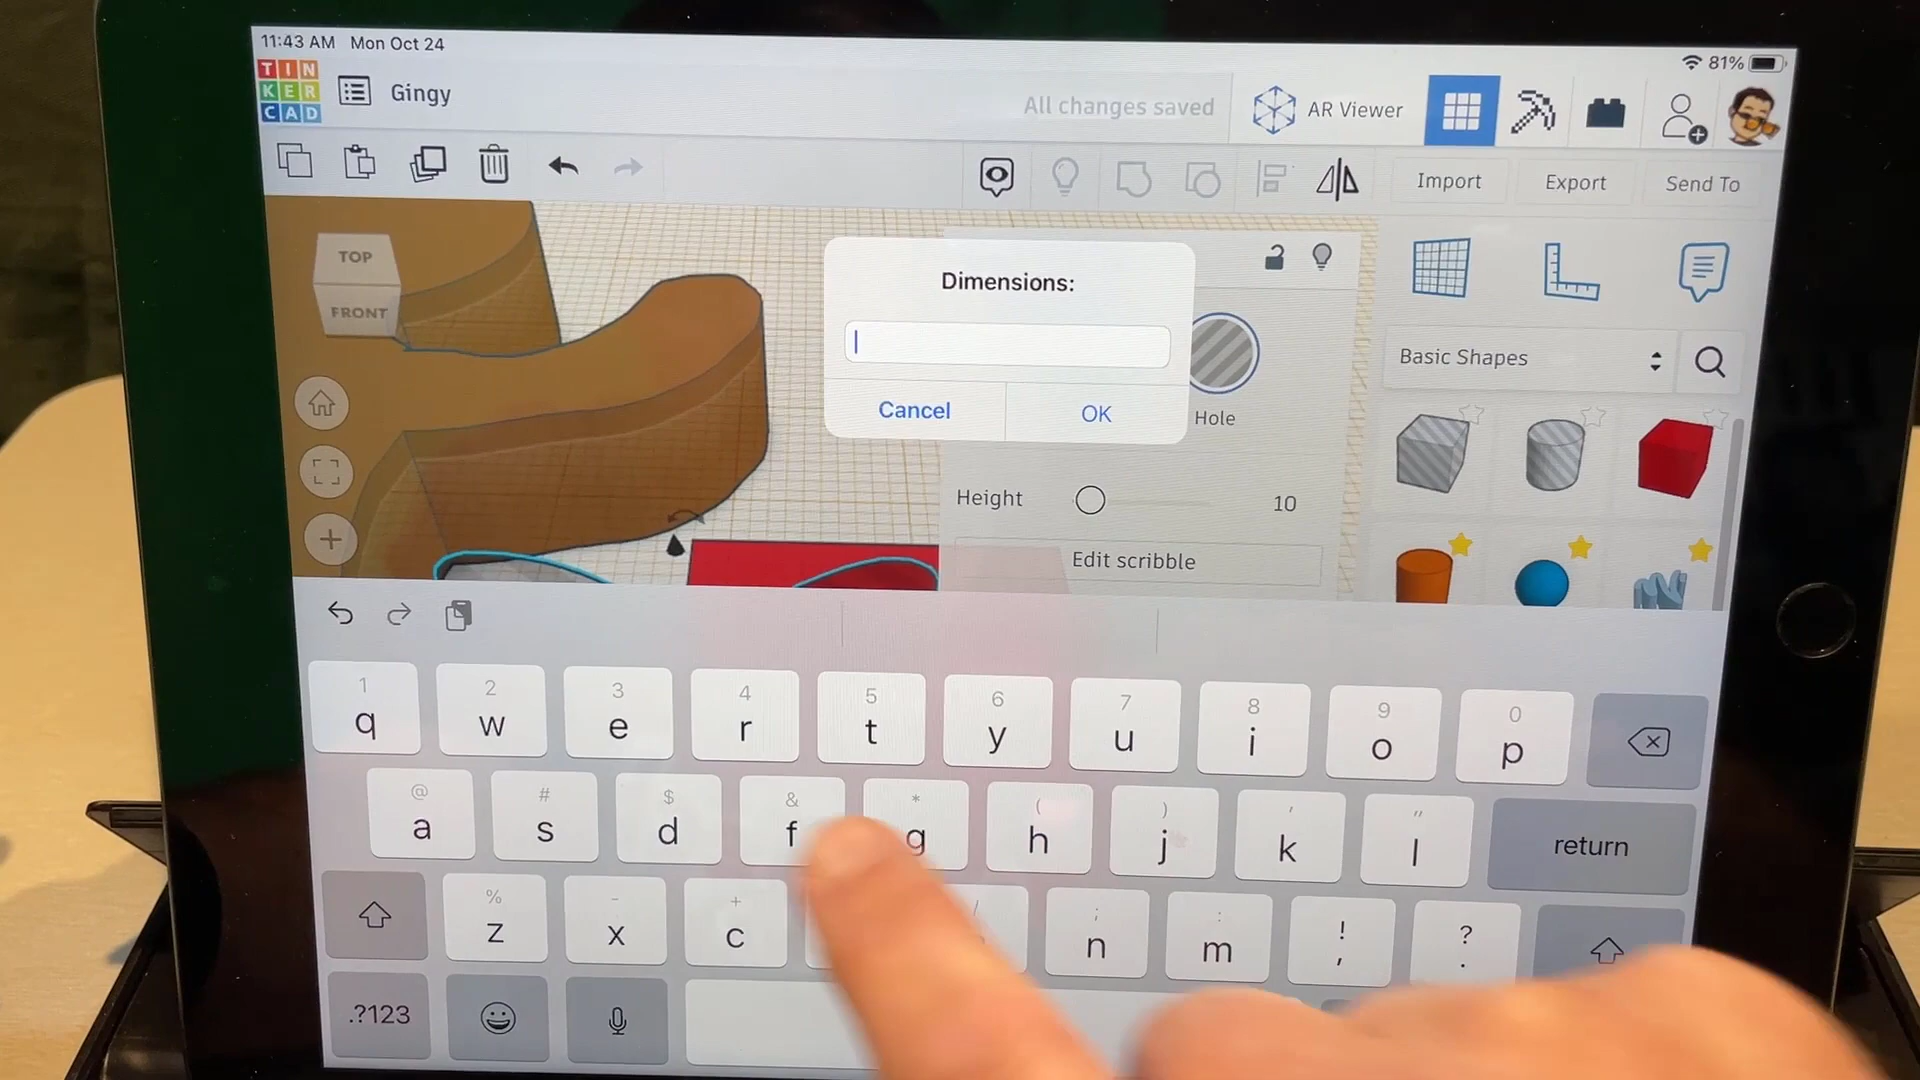 11:43 AM Mon Oct 24
81%
TIN
KER
CAD
Gingy
All changes saved
AR Viewer
Import
Export
Send To
TOP
FRONT
Dimensions:
Cancel
OK
Hole
Height
10
Edit scribble
Basic Shapes
1 2 3 4 5 6 7 8 9 0
q w e r t y u i o p
@ # $ & * ( ) ' "
a s d f g h j k l return
% - + / ; : ! ?
z x c n m , .
.?123